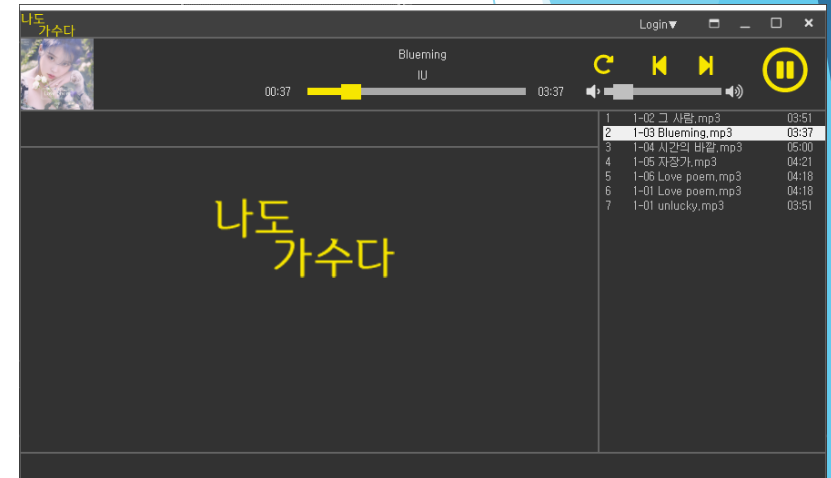 나도
가수다
Login▼
Blueming
IU
00:37
03:37
1 1-02 그 사람.mp3 03:51
2 1-03 Blueming.mp3 03:37
3 1-04 시간의 바깥.mp3 05:00
4 1-05 자장가.mp3 04:21
5 1-06 Love poem.mp3 04:18
6 1-01 Love poem.mp3 04:18
7 1-01 unlucky.mp3 03:51
나도
가수다